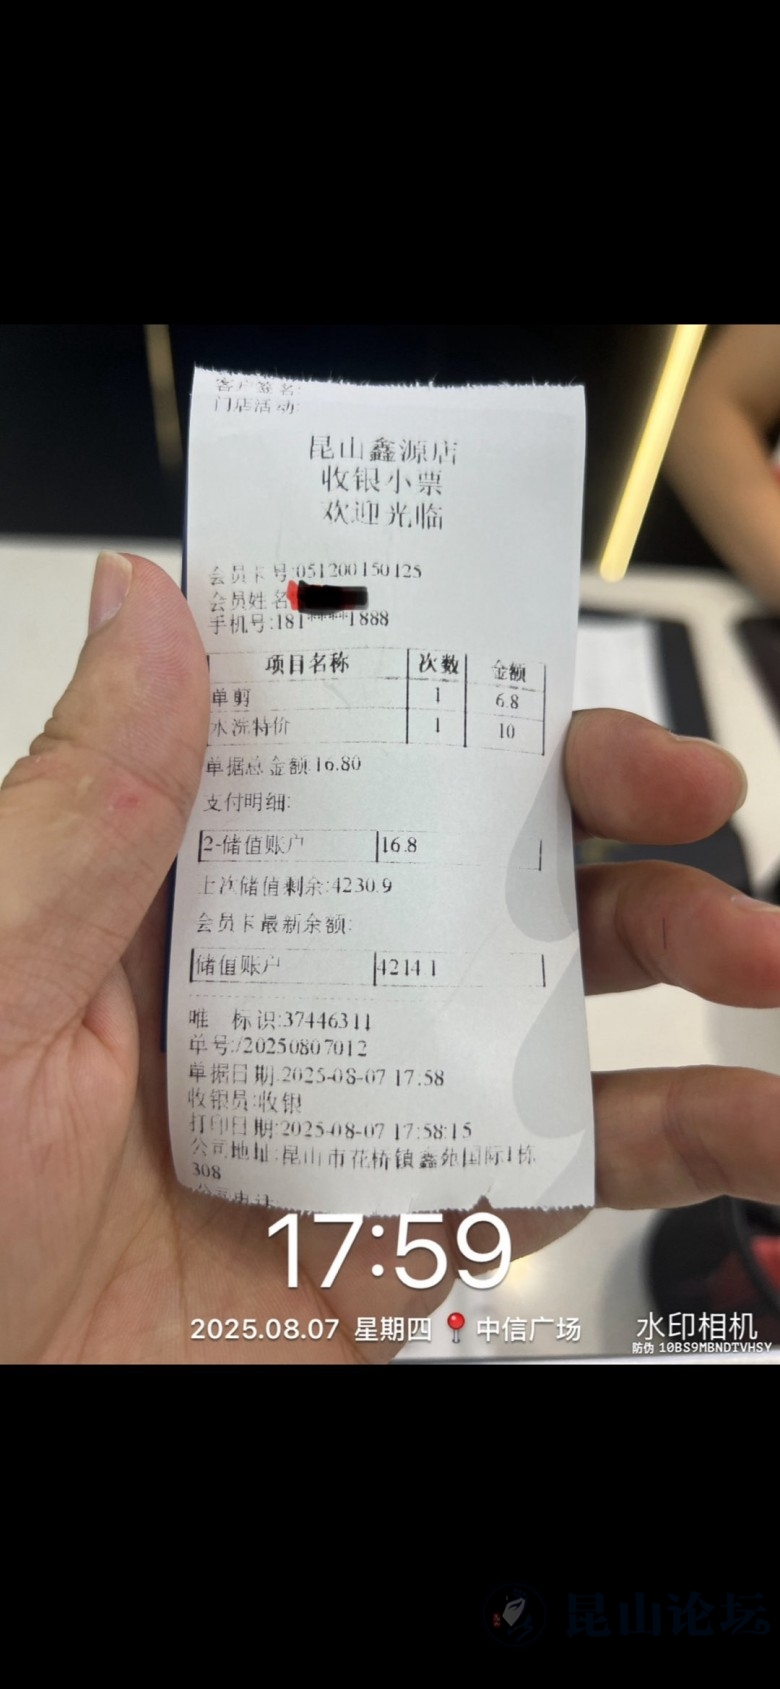 客户签名:
门店活动:
昆山鑫源店
收银小票
欢迎光临
会员卡号:051200150125
会员姓名
手机号:181****1888
项目名称 次数 金额
单剪 1 6.8
水洗特价 1 10
单据总金额:16.80
支付明细:
2-储值账户 16.8
上次储值剩余:4230.9
会员卡最新余额:
储值账户 4214.1
唯一标识:37446311
单号:/20250807012
单据日期:2025-08-07 17:58
收银员:收银
打印日期:2025-08-07 17:58:15
公司地址:昆山市花桥镇鑫苑国际1栋
308
公司电话:
17:59
2025.08.07 星期四 中信广场
水印相机
防伪 10BS9MBNDTVHSY
昆山论坛